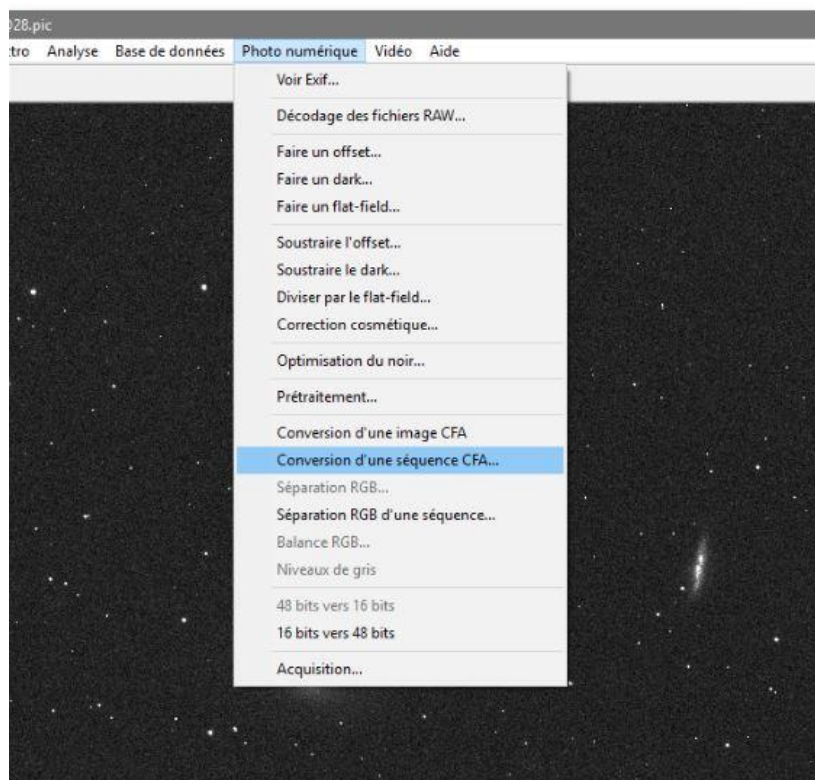 028.pic
Analyse Base de données Photo numérique Vidéo Aide
Voir Exif...
Décodage des fichiers RAW...
Faire un offset...
Faire un dark...
Faire un flat-field...
Soustraire l'offset...
Soustraire le dark...
Diviser par le flat-field...
Correction cosmétique...
Optimisation du noir...
Prétraitement...
Conversion d'une image CFA
Conversion d'une séquence CFA...
Séparation RGB...
Séparation RGB d'une séquence...
Balance RGB...
Niveaux de gris
48 bits vers 16 bits
16 bits vers 48 bits
Acquisition...